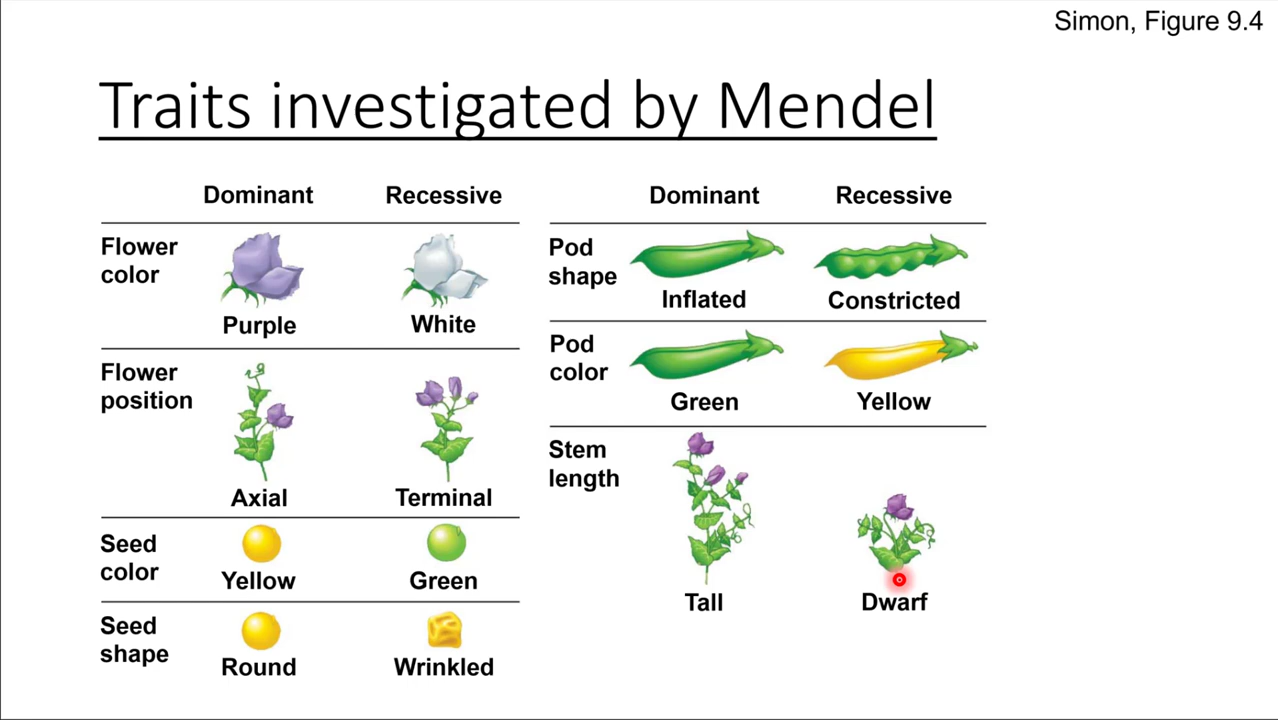 Simon, Figure 9.4
Traits investigated by Mendel
Dominant Recessive
Flower
color
Purple White
Flower
position
Axial Terminal
Seed
color
Yellow Green
Seed
shape
Round Wrinkled
Dominant Recessive
Pod
shape
Inflated Constricted
Pod
color
Green Yellow
Stem
length
Tall Dwarf